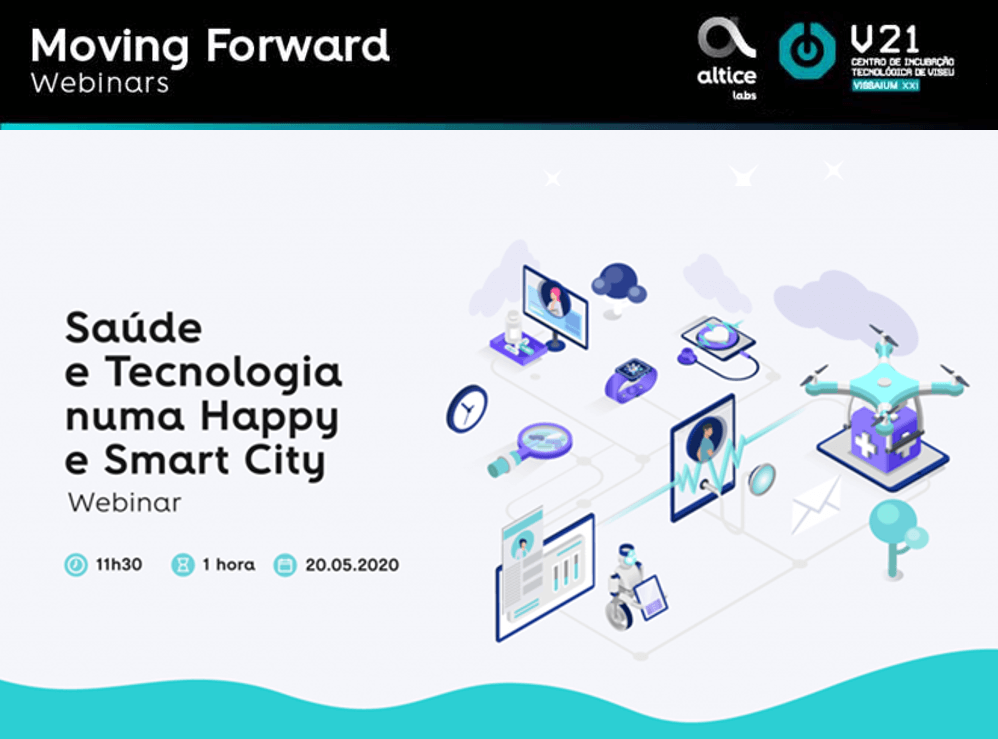 Moving Forward
Webinars
altice
labs
V21
CENTRO DE INCUBAÇÃO
TECNOLÓGICA DE VISEU
VISSAIUM XXI
Saúde
e Tecnologia
numa Happy
e Smart City
Webinar
11h30 1 hora 20.05.2020